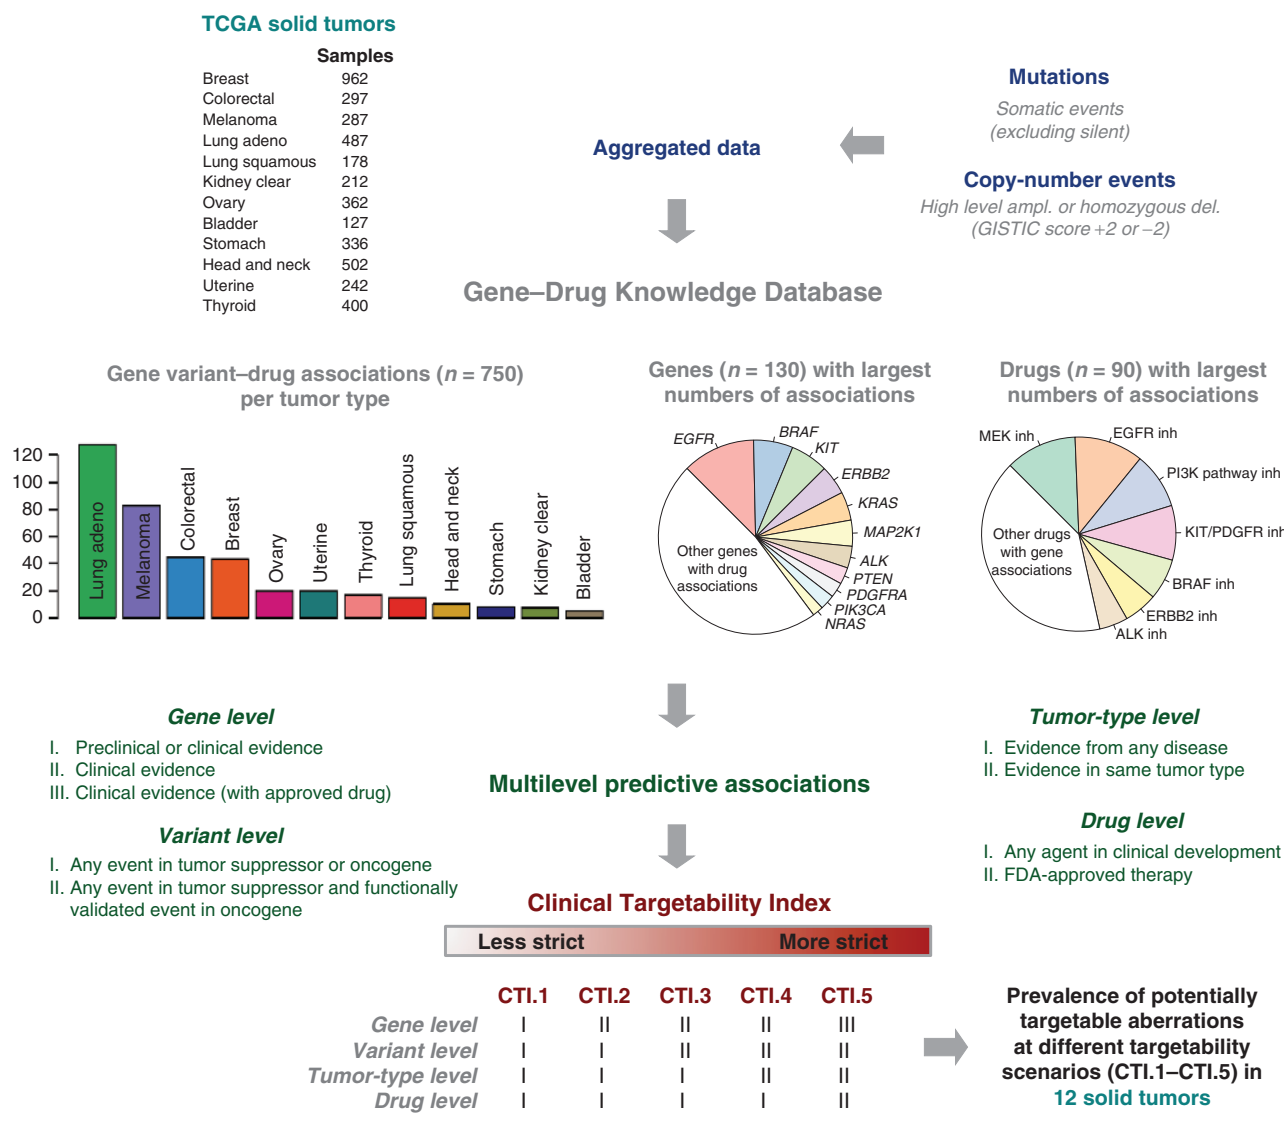 TCGA solid tumors
Samples
Breast 962
Colorectal 297
Melanoma 287
Lung adeno 487
Lung squamous 178
Kidney clear 212
Ovary 362
Bladder 127
Stomach 336
Head and neck 502
Uterine 242
Thyroid 400
Mutations
Somatic events
(excluding silent)
Aggregated data
Copy-number events
High level ampl. or homozygous del.
(GISTIC score +2 or −2)
Gene–Drug Knowledge Database
Gene variant–drug associations (n = 750)
per tumor type
120
100
80
60
40
20
0
Lung adeno
Melanoma
Colorectal
Breast
Ovary
Uterine
Thyroid
Lung squamous
Head and neck
Stomach
Kidney clear
Bladder
Genes (n = 130) with largest
numbers of associations
EGFR
BRAF
KIT
ERBB2
KRAS
MAP2K1
ALK
PTEN
PDGFRA
PIK3CA
NRAS
Other genes
with drug
associations
Drugs (n = 90) with largest
numbers of associations
MEK inh
EGFR inh
PI3K pathway inh
KIT/PDGFR inh
BRAF inh
ERBB2 inh
ALK inh
Other drugs
with gene
associations
Gene level
I. Preclinical or clinical evidence
II. Clinical evidence
III. Clinical evidence (with approved drug)
Variant level
I. Any event in tumor suppressor or oncogene
II. Any event in tumor suppressor and functionally
validated event in oncogene
Multilevel predictive associations
Tumor-type level
I. Evidence from any disease
II. Evidence in same tumor type
Drug level
I. Any agent in clinical development
II. FDA-approved therapy
Clinical Targetability Index
Less strict More strict
CTI.1 CTI.2 CTI.3 CTI.4 CTI.5
Gene level I II II II III
Variant level I I II II II
Tumor-type level I I I II II
Drug level I I I I II
Prevalence of potentially
targetable aberrations
at different targetability
scenarios (CTI.1–CTI.5) in
12 solid tumors